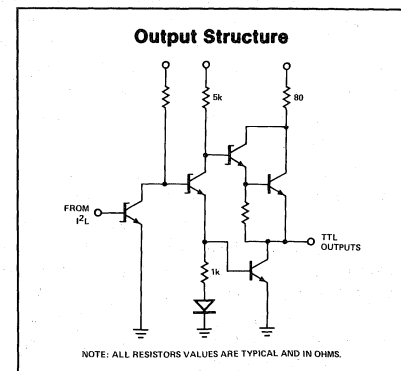 Output Structure
5k
80
FROM
I²L
TTL
OUTPUTS
1k
NOTE: ALL RESISTORS VALUES ARE TYPICAL AND IN OHMS.